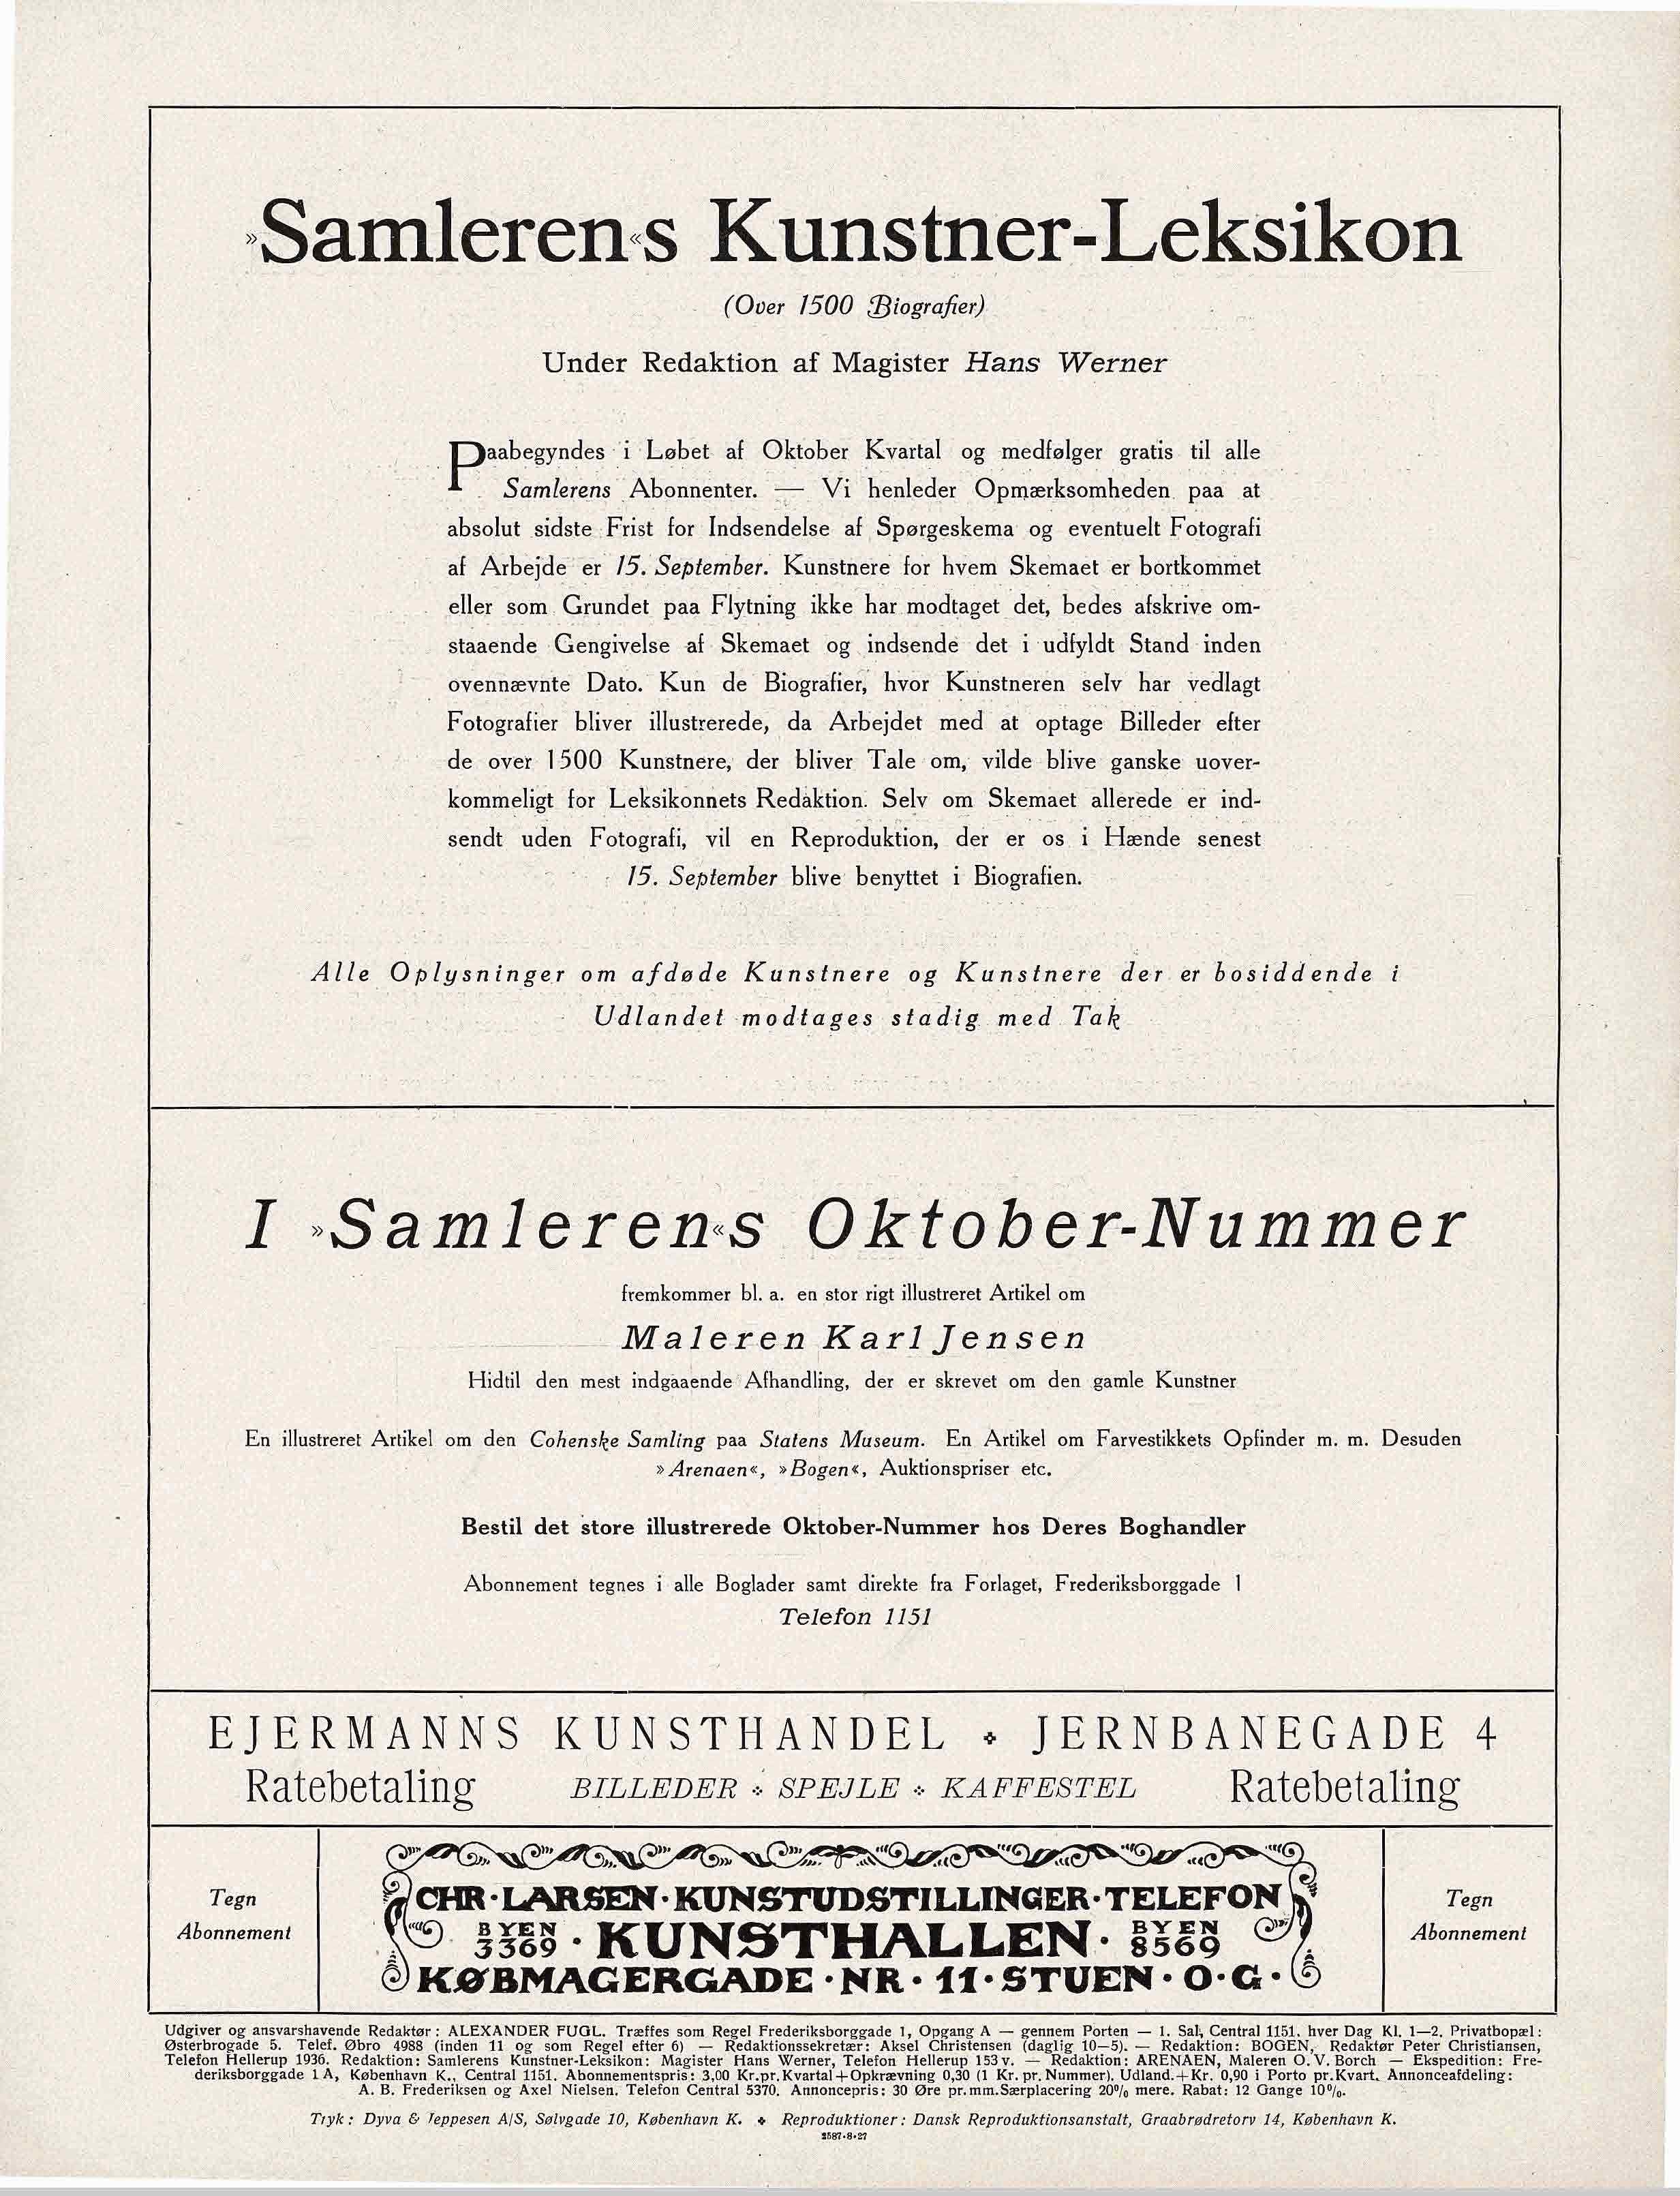 »Samleren«s Kunstner-Leksikon
(Over 1500 Biografier)
Under Redaktion af Magister Hans Werner
Paabegyndes i Løbet af Oktober Kvartal og medfølger gratis til alle
Samlerens Abonnenter. — Vi henleder Opmærksomheden paa at
absolut sidste Frist for Indsendelse af Spørgeskema og eventuelt Fotografi
af Arbejde er 15. September. Kunstnere for hvem Skemaet er bortkommet
eller som Grundet paa Flytning ikke har modtaget det, bedes afskrive om-
staaende Gengivelse af Skemaet og indsende det i udfyldt Stand inden
ovennævnte Dato. Kun de Biografier, hvor Kunstneren selv har vedlagt
Fotografier bliver illustrerede, da Arbejdet med at optage Billeder efter
de over 1500 Kunstnere, der bliver Tale om, vilde blive ganske uover-
kommeligt for Leksikonnets Redaktion. Selv om Skemaet allerede er ind-
sendt uden Fotografi, vil en Reproduktion, der er os i Hænde senest
15. September blive benyttet i Biografien.
Alle Oplysninger om afdøde Kunstnere og Kunstnere der er bosiddende i
Udlandet modtages stadig med Tak
I »Samleren«s Oktober-Nummer
fremkommer bl. a. en stor rigt illustreret Artikel om
Maleren Karl Jensen
Hidtil den mest indgaaende Afhandling, der er skrevet om den gamle Kunstner
En illustreret Artikel om den Cohenske Samling paa Statens Museum. En Artikel om Farvestikkets Opfinder m. m. Desuden
»Arenaen«, »Bogen«, Auktionspriser etc.
Bestil det store illustrerede Oktober-Nummer hos Deres Boghandler
Abonnement tegnes i alle Boglader samt direkte fra Forlaget, Frederiksborggade 1
Telefon 1151
EJERMANNS KUNSTHANDEL ✦ JERNBANEGADE 4
Ratebetaling BILLEDER ⁘ SPEJLE ⁘ KAFFESTEL Ratebetaling
Tegn
Abonnement
CHR · LARSEN · KUNSTUDSTILLINGER · TELEFON
BYEN 3369 · KUNSTHALLEN · BYEN 8569
KØBMAGERGADE · NR · 11 · STUEN · O · G ·
Tegn
Abonnement
Udgiver og ansvarshavende Redaktør: ALEXANDER FUGL. Træffes som Regel Frederiksborggade 1, Opgang A — gennem Porten — 1. Sal, Central 1151. hver Dag Kl. 1—2. Privatbopæl:
Østerbrogade 5. Telef. Øbro 4988 (inden 11 og som Regel efter 6) — Redaktionssekretær: Aksel Christensen (daglig 10—5). — Redaktion: BOGEN, Redaktør Peter Christiansen,
Telefon Hellerup 1936. Redaktion: Samlerens Kunstner-Leksikon: Magister Hans Werner, Telefon Hellerup 153 v. — Redaktion: ARENAEN, Maleren O. V. Borch — Ekspedition: Fre-
deriksborggade 1 A, København K., Central 1151. Abonnementspris: 3,00 Kr. pr. Kvartal + Opkrævning 0,30 (1 Kr. pr. Nummer). Udland. + Kr. 0,90 i Porto pr. Kvart. Annonceafdeling:
A. B. Frederiksen og Axel Nielsen. Telefon Central 5370. Annoncepris: 30 Øre pr. mm. Særplacering 20% mere. Rabat: 12 Gange 10%.
Tryk: Dyva & Jeppesen A/S, Sølvgade 10, København K. ✦ Reproduktioner: Dansk Reproduktionsanstalt, Graabrødretorv 14, København K.
2587·8·27